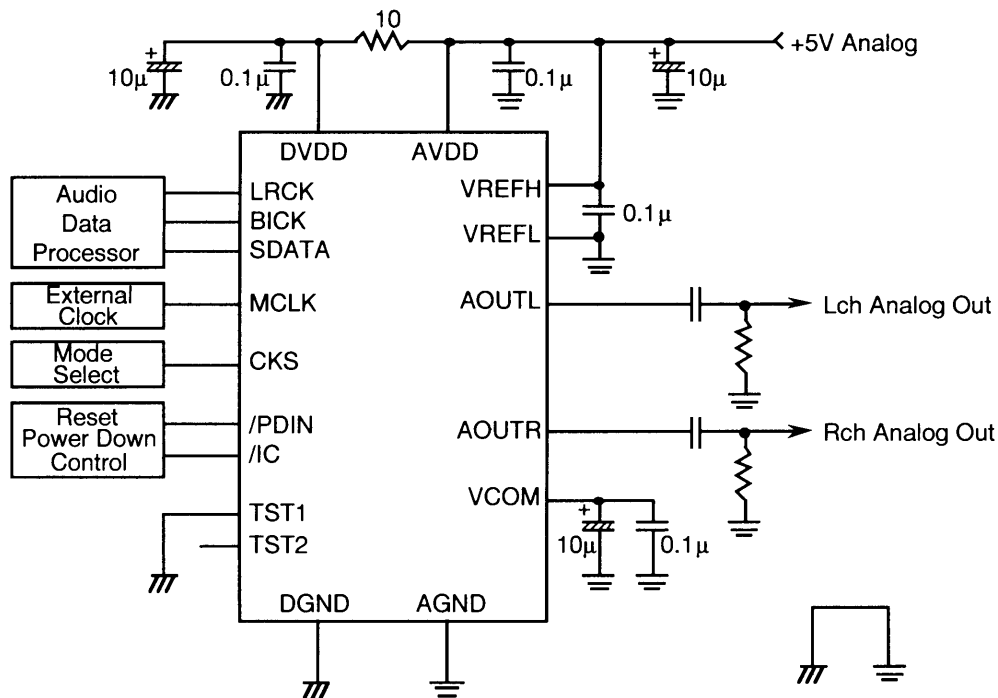 10
+5V Analog
+
10μ
0.1μ
0.1μ
+
10μ
DVDD
AVDD
Audio
Data
Processor
LRCK
BICK
SDATA
VREFH
VREFL
0.1μ
External
Clock
MCLK
AOUTL
Lch Analog Out
Mode
Select
CKS
Reset
Power Down
Control
/PDIN
/IC
AOUTR
Rch Analog Out
VCOM
+
10μ
0.1μ
TST1
TST2
DGND
AGND